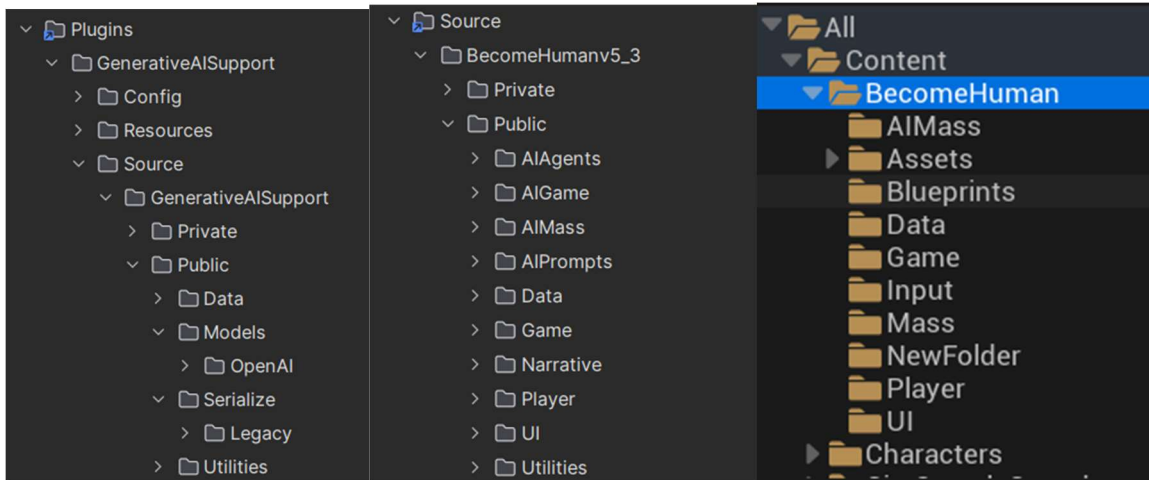 Plugins
GenerativeAISupport
Config
Resources
Source
GenerativeAISupport
Private
Public
Data
Models
OpenAI
Serialize
Legacy
Utilities
Source
BecomeHumanv5_3
Private
Public
AIAgents
AIGame
AIMass
AIPrompts
Data
Game
Narrative
Player
UI
Utilities
All
Content
BecomeHuman
AIMass
Assets
Blueprints
Data
Game
Input
Mass
NewFolder
Player
UI
Characters